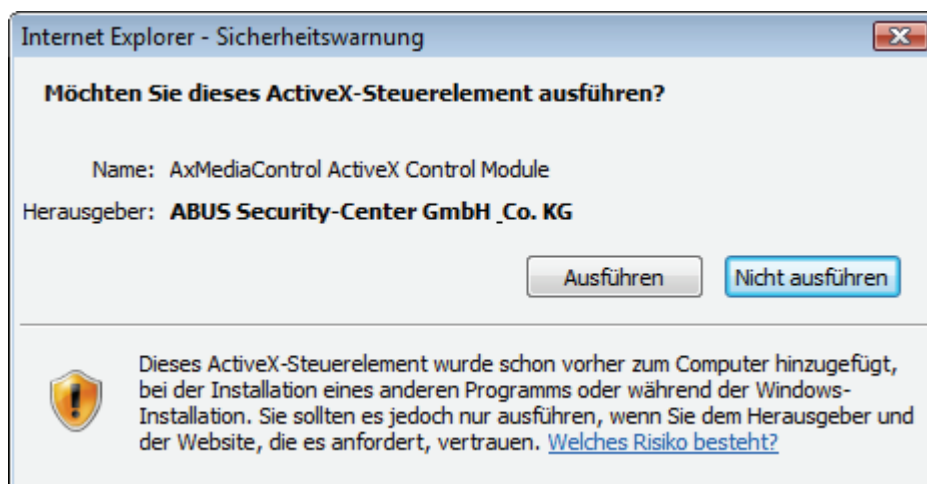 Internet Explorer - Sicherheitswarnung
Möchten Sie dieses ActiveX-Steuerelement ausführen?
Name: AxMediaControl ActiveX Control Module
Herausgeber: ABUS Security-Center GmbH _Co. KG
Ausführen Nicht ausführen
Dieses ActiveX-Steuerelement wurde schon vorher zum Computer hinzugefügt,
bei der Installation eines anderen Programms oder während der Windows-
Installation. Sie sollten es jedoch nur ausführen, wenn Sie dem Herausgeber und
der Website, die es anfordert, vertrauen. Welches Risiko besteht?